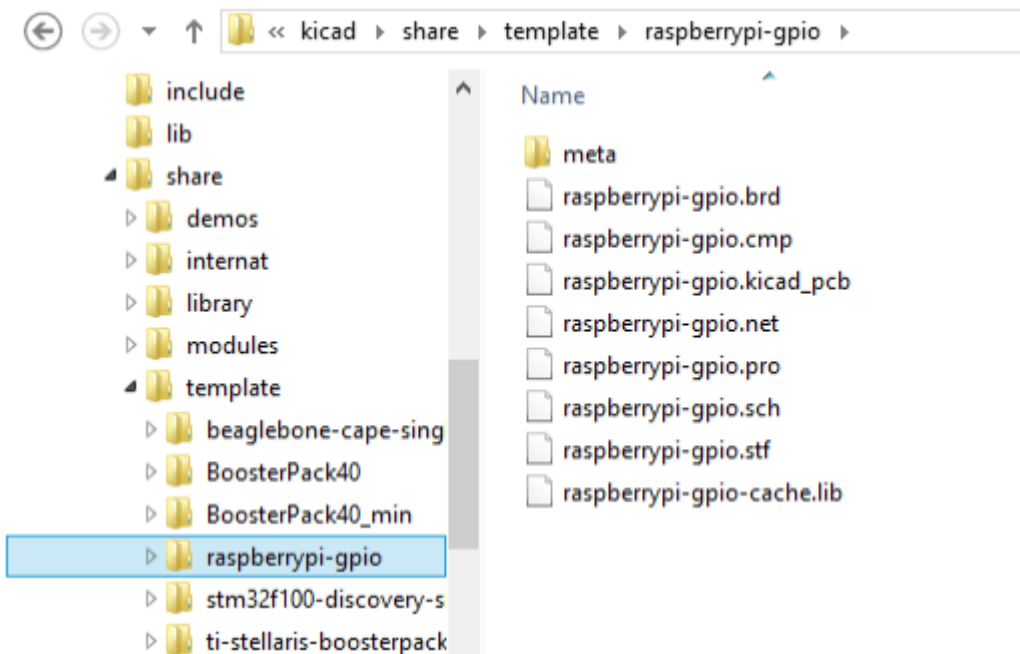 « kicad share template raspberrypi-gpio
include
lib
share
demos
internat
library
modules
template
beaglebone-cape-sing
BoosterPack40
BoosterPack40_min
raspberrypi-gpio
stm32f100-discovery-s
ti-stellaris-boosterpack
Name
meta
raspberrypi-gpio.brd
raspberrypi-gpio.cmp
raspberrypi-gpio.kicad_pcb
raspberrypi-gpio.net
raspberrypi-gpio.pro
raspberrypi-gpio.sch
raspberrypi-gpio.stf
raspberrypi-gpio-cache.lib